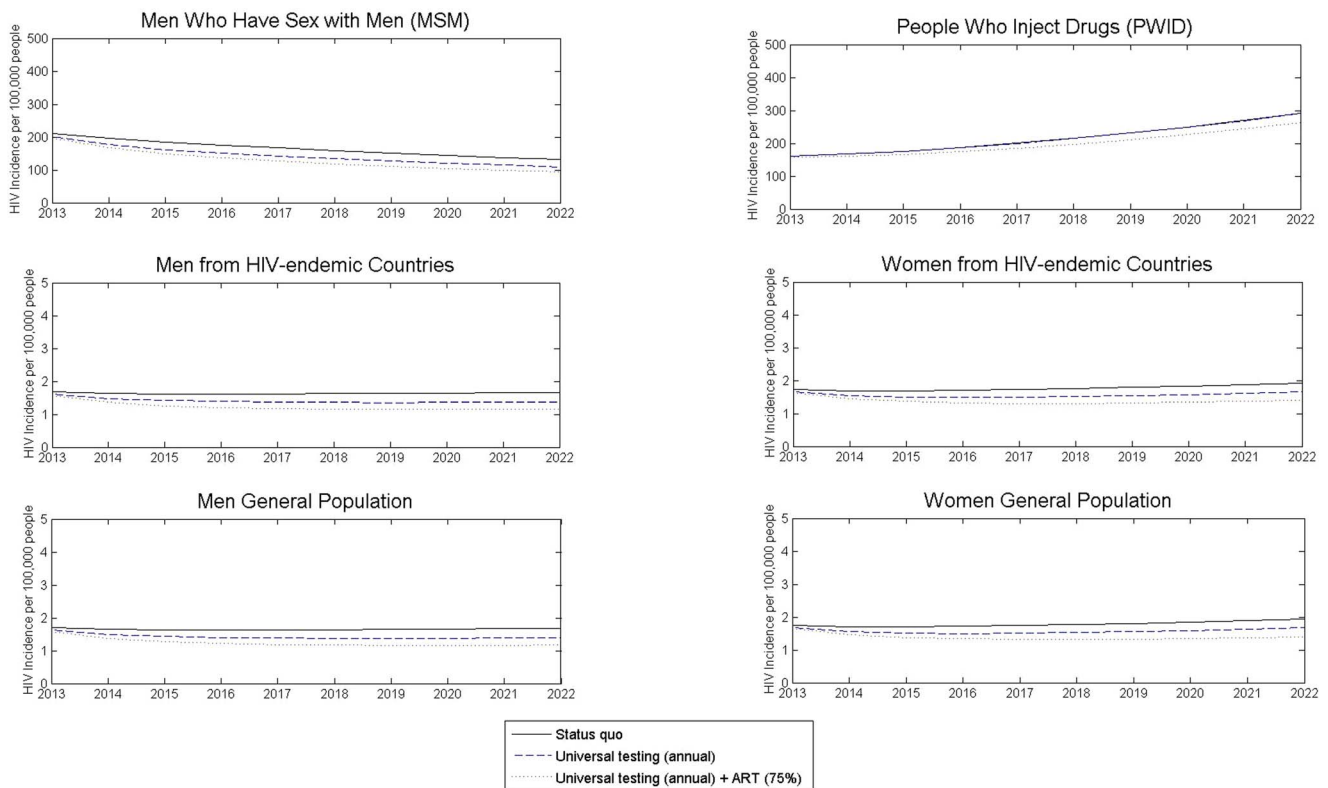 Men Who Have Sex with Men (MSM)
HIV Incidence per 100,000 people
500
400
300
200
100
0
2013 2014 2015 2016 2017 2018 2019 2020 2021 2022
People Who Inject Drugs (PWID)
HIV Incidence per 100,000 people
500
400
300
200
100
0
2013 2014 2015 2016 2017 2018 2019 2020 2021 2022
Men from HIV-endemic Countries
HIV Incidence per 100,000 people
5
4
3
2
1
0
2013 2014 2015 2016 2017 2018 2019 2020 2021 2022
Women from HIV-endemic Countries
HIV Incidence per 100,000 people
5
4
3
2
1
0
2013 2014 2015 2016 2017 2018 2019 2020 2021 2022
Men General Population
HIV Incidence per 100,000 people
5
4
3
2
1
0
2013 2014 2015 2016 2017 2018 2019 2020 2021 2022
Women General Population
HIV Incidence per 100,000 people
5
4
3
2
1
0
2013 2014 2015 2016 2017 2018 2019 2020 2021 2022
Status quo
Universal testing (annual)
Universal testing (annual) + ART (75%)